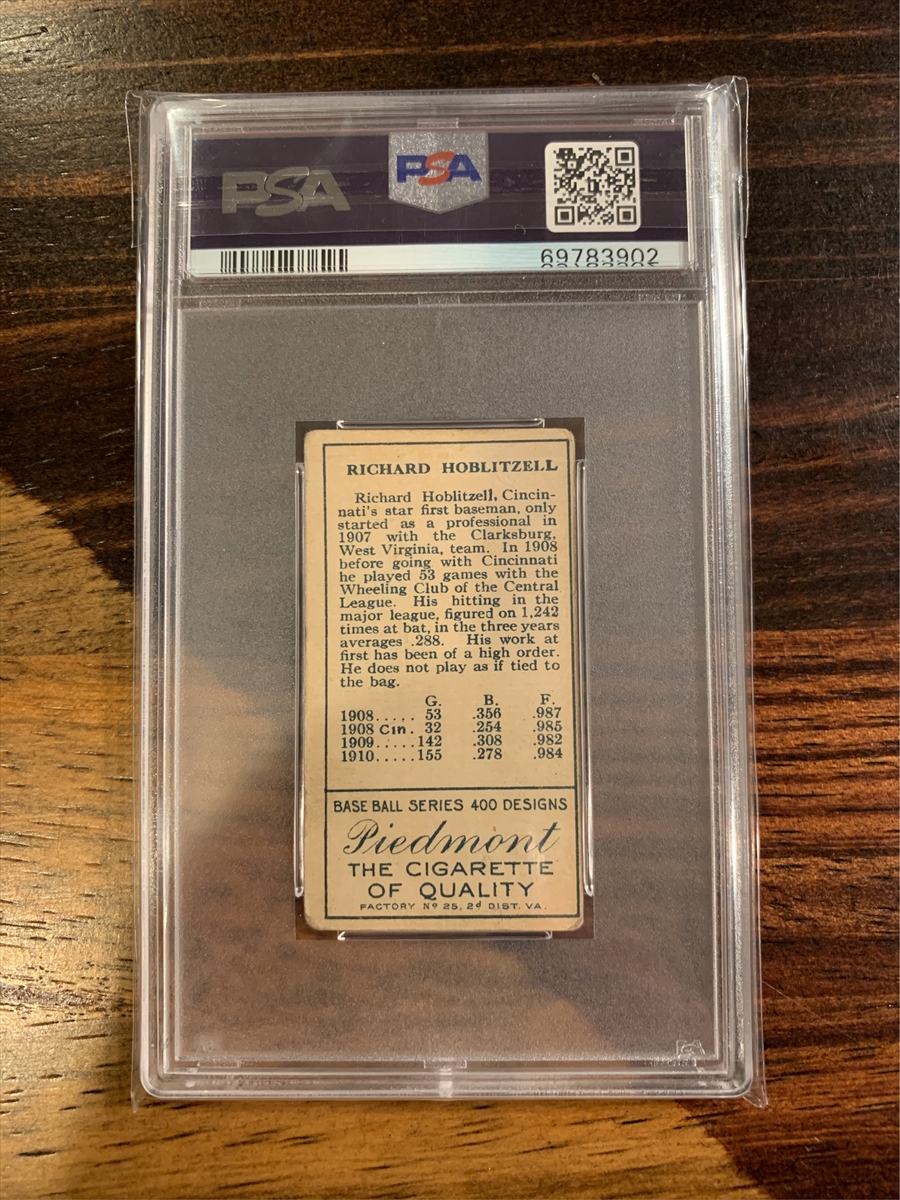 PSA
PSA
69783902
RICHARD HOBLITZELL
Richard Hoblitzell, Cincin-
nati's star first baseman, only
started as a professional in
1907 with the Clarksburg,
West Virginia, team. In 1908
before going with Cincinnati
he played 53 games with the
Wheeling Club of the Central
League. His hitting in the
major league, figured on 1,242
times at bat, in the three years
averages .288. His work at
first has been of a high order.
He does not play as if tied to
the bag.
G. B. F.
1908..... 53 .356 .987
1908 Cin. 32 .254 .985
1909.....142 .308 .982
1910.....155 .278 .984
BASE BALL SERIES 400 DESIGNS
Piedmont
THE CIGARETTE
OF QUALITY
FACTORY Nº 25, 2d DIST. VA.